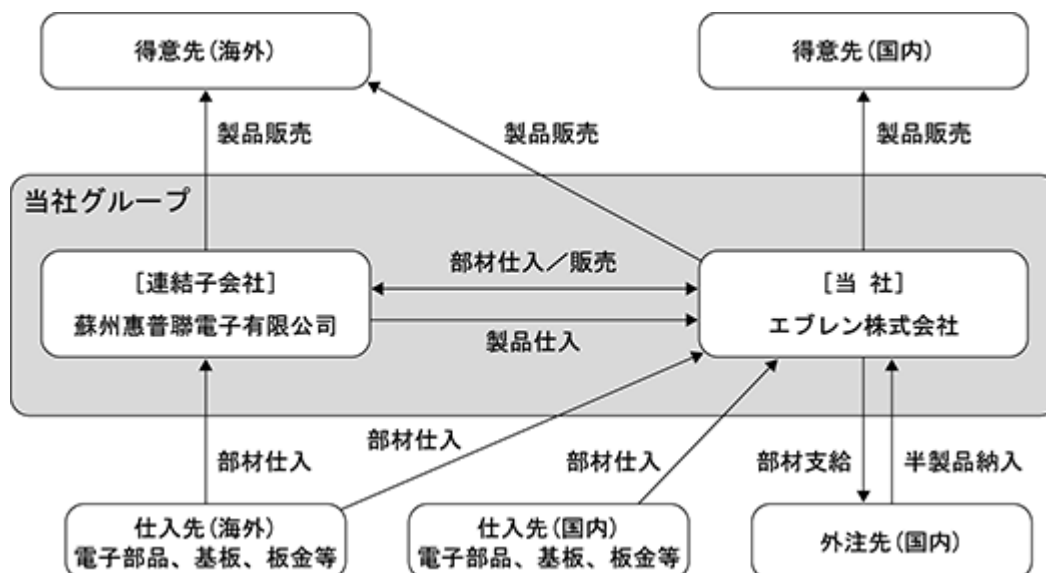 得意先(海外)
得意先(国内)
製品販売
製品販売
製品販売
当社グループ
[連結子会社]
蘇州惠普聯電子有限公司
部材仕入／販売
製品仕入
[当 社]
エブレン株式会社
部材仕入
部材仕入
部材仕入
部材支給
半製品納入
仕入先(海外)
電子部品、基板、板金等
仕入先(国内)
電子部品、基板、板金等
外注先(国内)